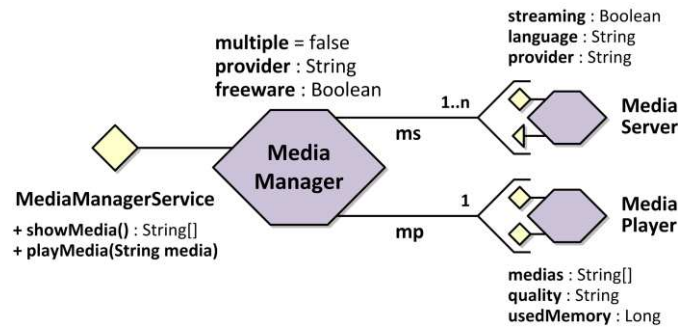 streaming : Boolean
language : String
provider : String
multiple = false
provider : String
freeware : Boolean
1..n
ms
Media
Server
Media
Manager
MediaManagerService
+ showMedia() : String[]
+ playMedia(String media)
1
mp
Media
Player
medias : String[]
quality : String
usedMemory : Long